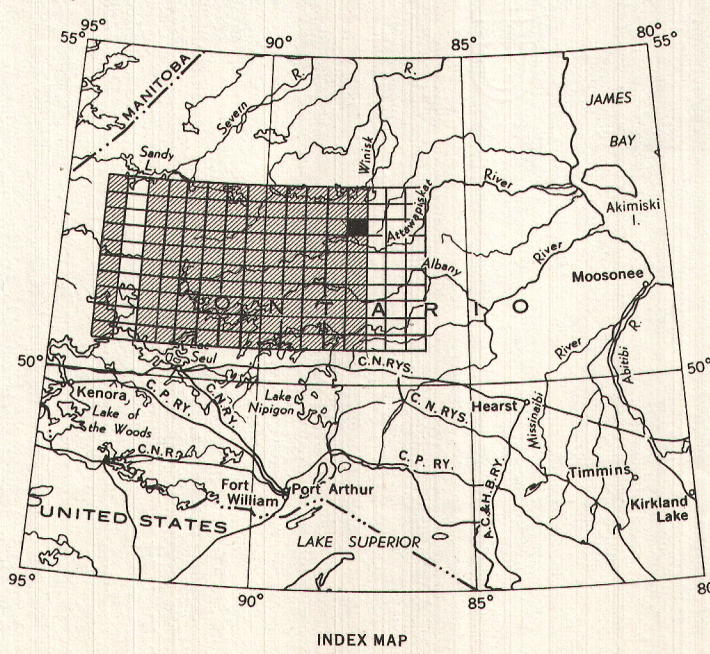 95°
90°
85°
80°
55°
55°
MANITOBA
Severn
R.
R.
JAMES
BAY
Sandy
L.
Winisk
River
Attawapiskat
Akimiski
I.
River
Albany
Moosonee
ONTARIO
Seul
50°
C.N.RYS.
50°
River
Abitibi
R.
Kenora
C.P.RY.
C.N.RY.
Lake
Nipigon
C.N.RYS.
Hearst
Missinaibi
Lake of
the Woods
C.N.R.
C.P.RY.
Timmins
Fort
William
Port Arthur
A.C.&H.B.RY.
Kirkland
Lake
UNITED STATES
LAKE SUPERIOR
95°
90°
85°
INDEX MAP